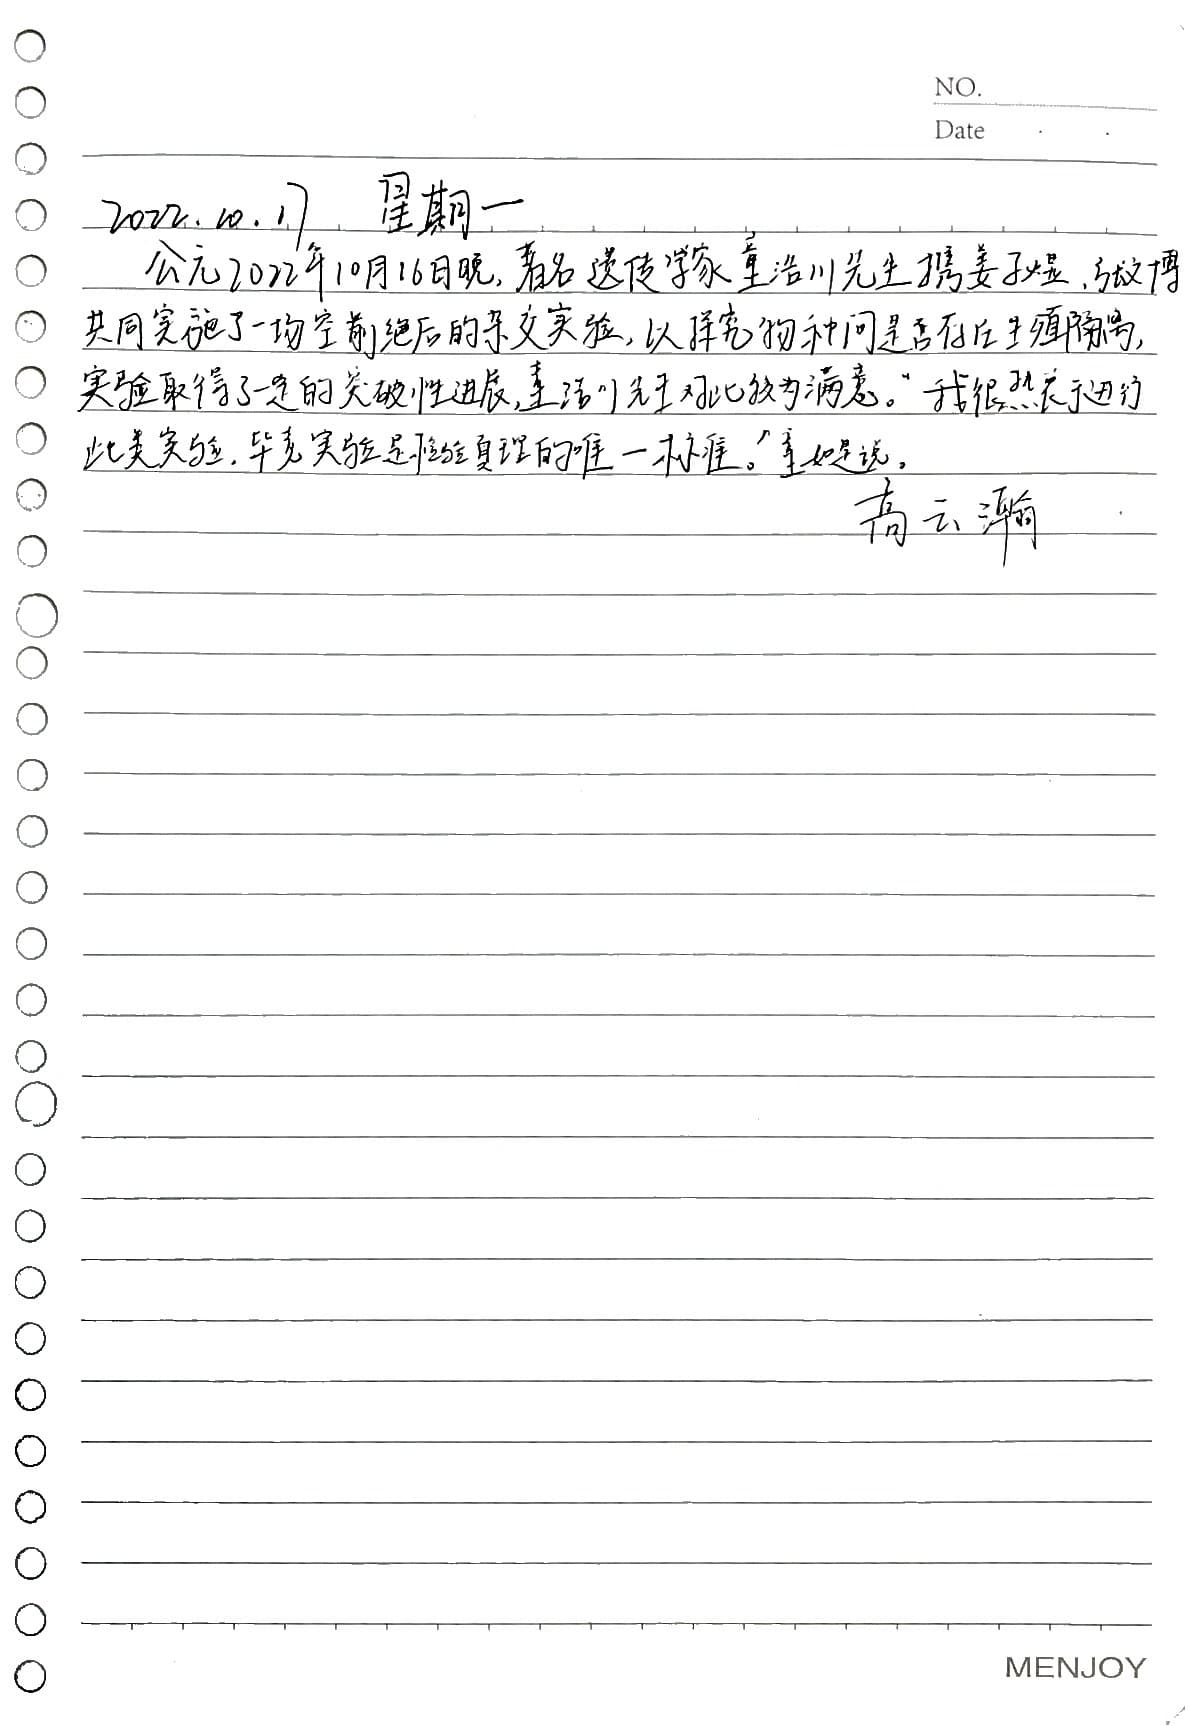 NO.
Date
2022.10.17 星期一
公元2022年10月16日晚,著名遗传学家童浩川先生携姜子煜、张博
共同实施了一场空前绝后的杂交实验,以探究物种间是否存在生殖隔离,
实验取得了一定的突破性进展,童浩川先生对此较为满意。“我很热衷于进行
此类实验,毕竟实验是检验真理的唯一标准。”童如是说。
高云瀚
MENJOY